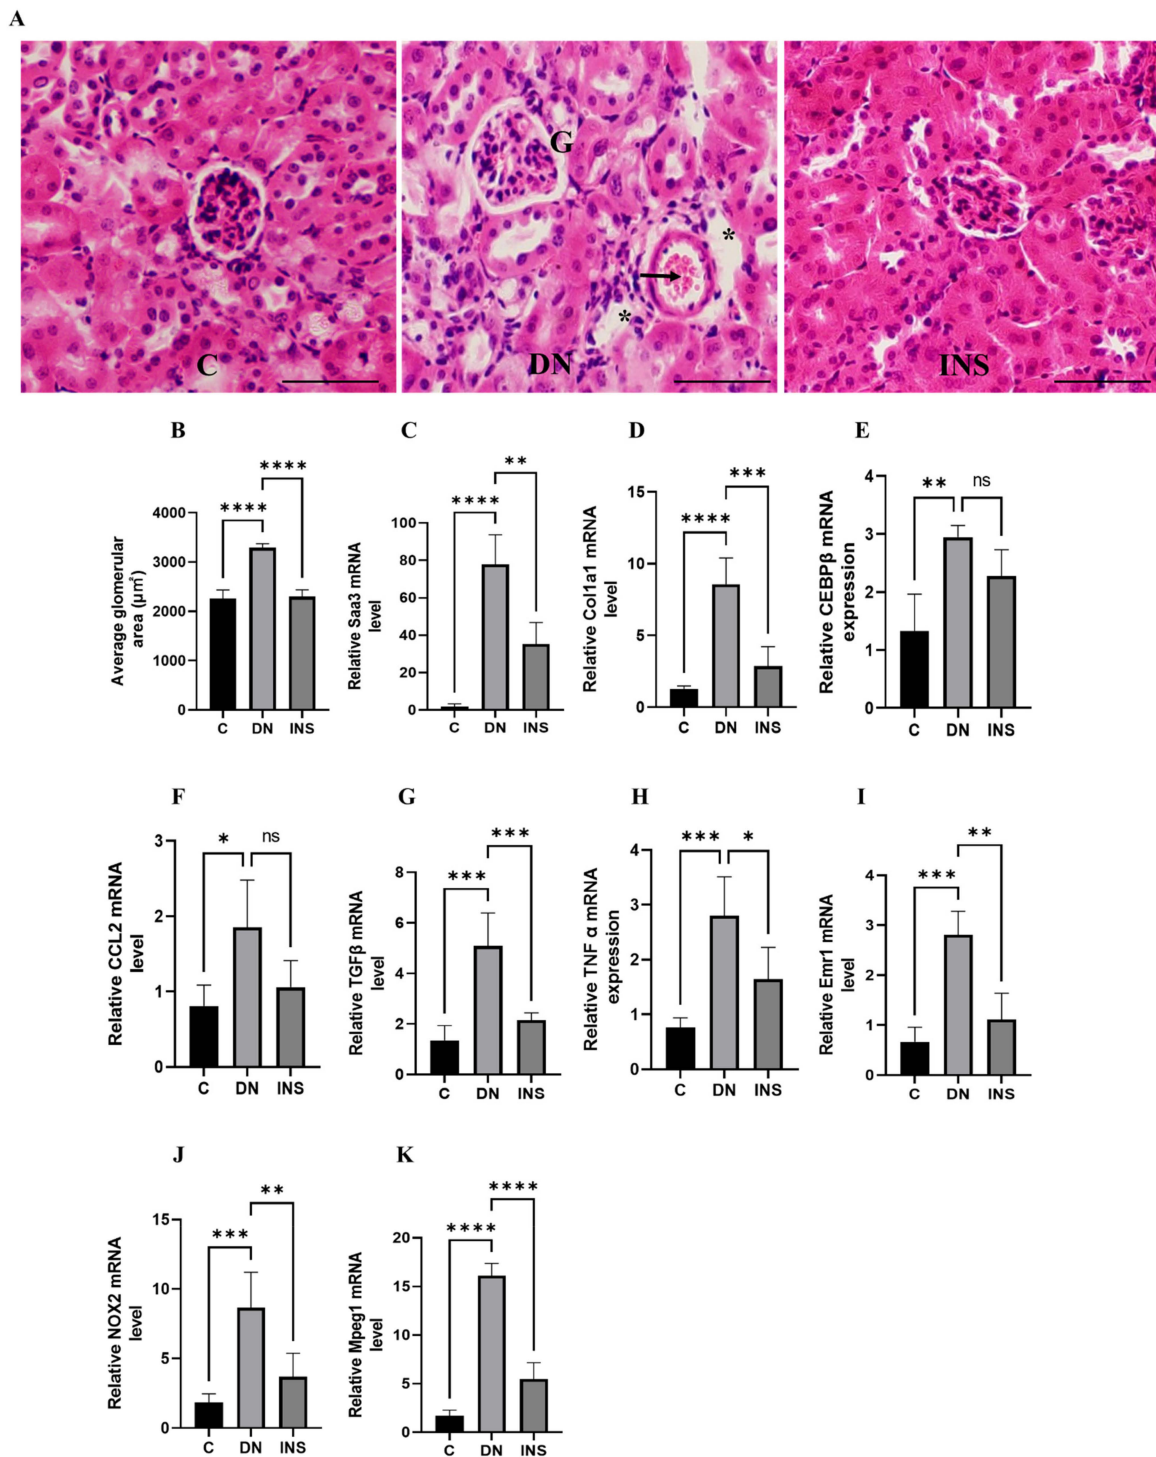 A
G
*
*
C
DN
INS
B
C
D
E
Average glomerular
area (µm²)
4000
3000
2000
1000
0
****
****
C DN INS
Relative Saa3 mRNA
level
100
80
60
40
20
0
****
**
C DN INS
Relative Col1a1 mRNA
level
15
10
5
0
****
***
C DN INS
Relative CEBPβ mRNA
expression
4
3
2
1
0
**
ns
C DN INS
F
G
H
I
Relative CCL2 mRNA
level
3
2
1
0
*
ns
C DN INS
Relative TGFβ mRNA
level
8
6
4
2
0
***
***
C DN INS
Relative TNF α mRNA
expression
4
3
2
1
0
***
*
C DN INS
Relative Emr1 mRNA
level
4
3
2
1
0
***
**
C DN INS
J
K
Relative NOX2 mRNA
level
15
10
5
0
***
**
C DN INS
Relative Mpeg1 mRNA
level
20
15
10
5
0
****
****
C DN INS